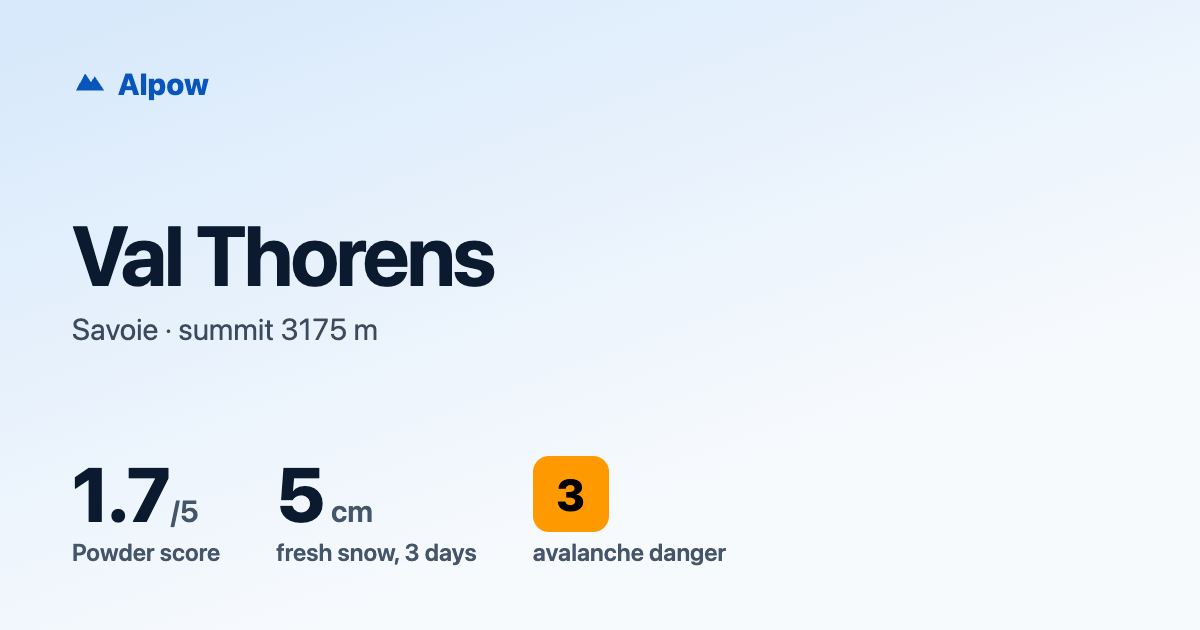 Alpow
Val Thorens
Savoie · summit 3175 m
1.7/5
Powder score
5 cm
fresh snow, 3 days
3
avalanche danger